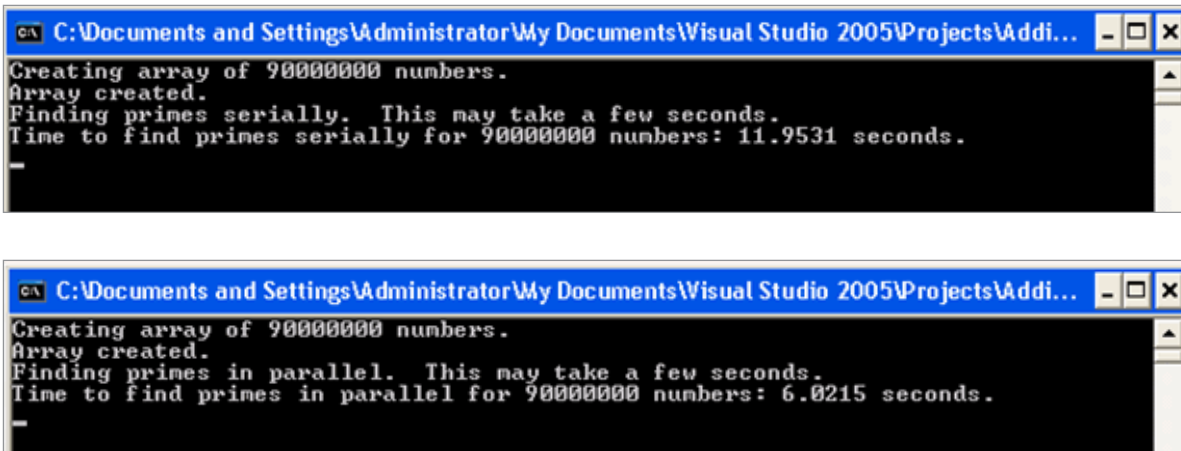 C:\Documents and Settings\Administrator\My Documents\Visual Studio 2005\Projects\Addi...
Creating array of 90000000 numbers.
Array created.
Finding primes serially.  This may take a few seconds.
Time to find primes serially for 90000000 numbers: 11.9531 seconds.
C:\Documents and Settings\Administrator\My Documents\Visual Studio 2005\Projects\Addi...
Creating array of 90000000 numbers.
Array created.
Finding primes in parallel.  This may take a few seconds.
Time to find primes in parallel for 90000000 numbers: 6.0215 seconds.